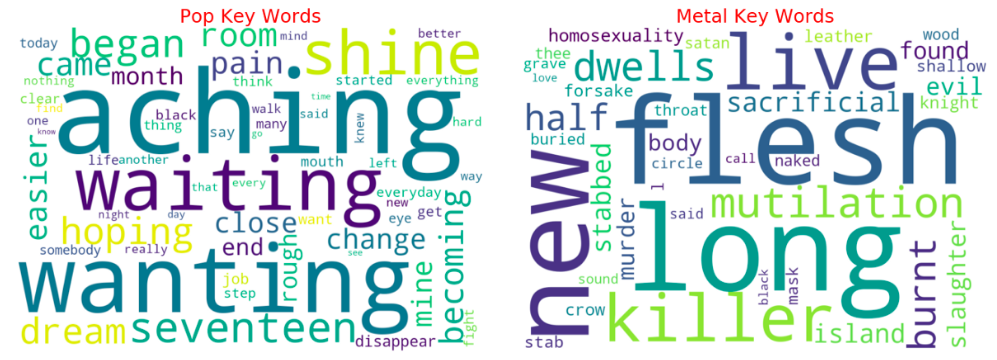 Pop Key Words
today
began
room
mind
better
shine
came
month
pain
think
started
everything
nothing
clear
find
one
know
aching
black
thing
say
walk
many
go
said
time
knew
hard
easier
life
another
mouth
left
way
waiting
that
every
everyday
new
get
night
day
hoping
close
want
eye
change
somebody
really
end
see
becoming
wanting
job
step
roughe
mine
fight
dream
seventeen
disappear
Metal Key Words
homosexuality
satan
leather
wood
thee
grave
love
dwells
live
found
shallow
forsake
evil
knight
half
throat
sacrificial
buried
flesh
body
circle
call
naked
new
stabbed
murder
l
said
mutilation
long
sound
black
mask
crow
killer
island
burnt
slaughter
stab